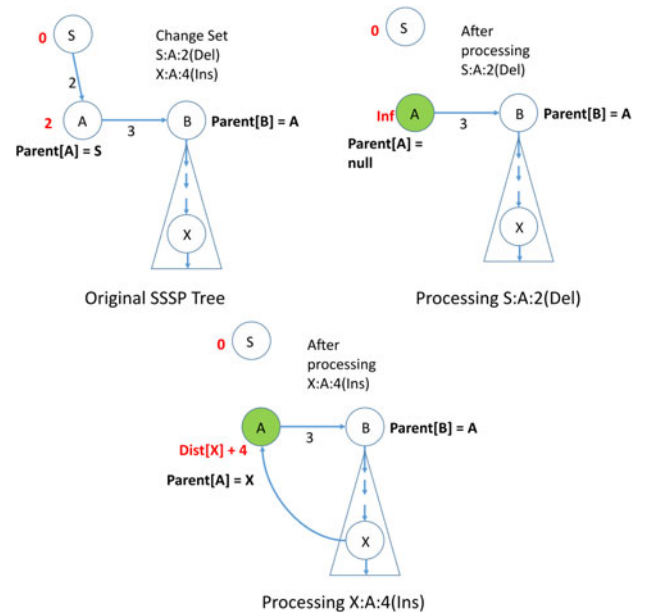 0
S
Change Set
S:A:2(Del)
X:A:4(Ins)
2
2
A
3
B
Parent[B] = A
Parent[A] = S
X
Original SSSP Tree
0
S
After
processing
S:A:2(Del)
Inf
A
3
B
Parent[B] = A
Parent[A] =
null
X
Processing S:A:2(Del)
0
S
After
processing
X:A:4(Ins)
A
3
B
Parent[B] = A
Dist[X] + 4
Parent[A] = X
X
Processing X:A:4(Ins)